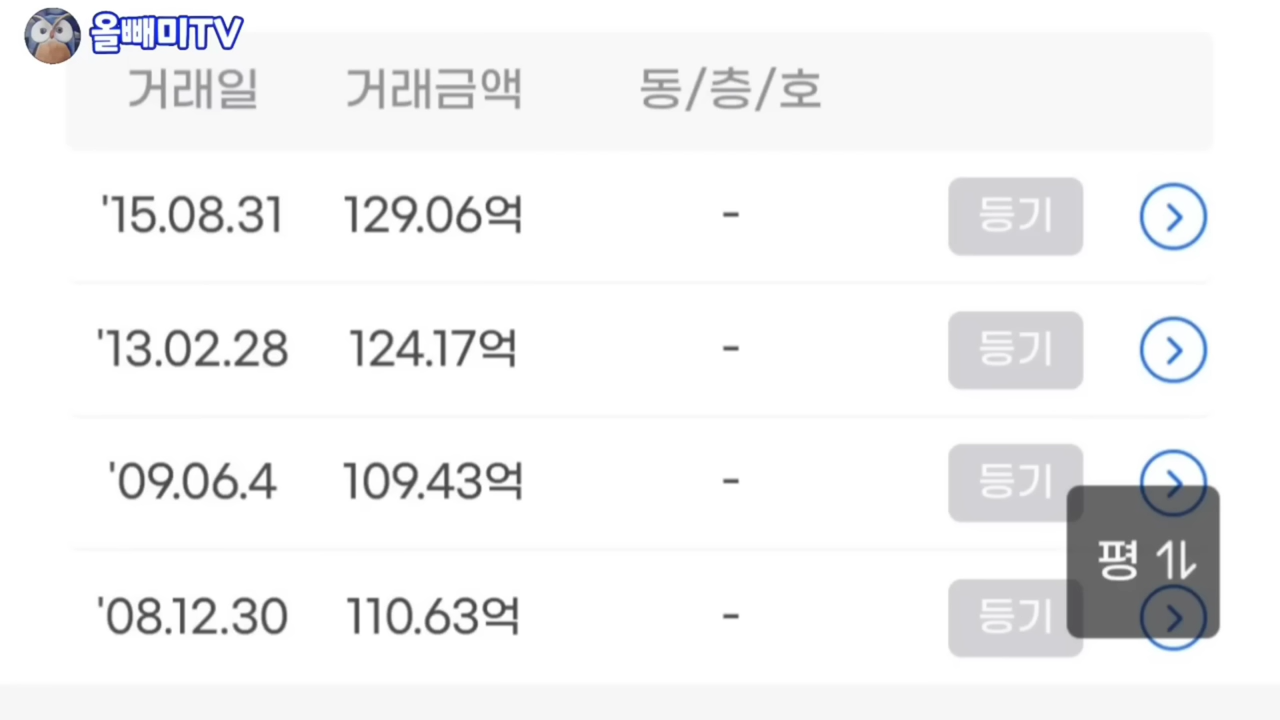 올빼미TV
거래일 거래금액 동/층/호
'15.08.31 129.06억 - 등기
'13.02.28 124.17억 - 등기
'09.06.4 109.43억 - 등기
평
'08.12.30 110.63억 - 등기